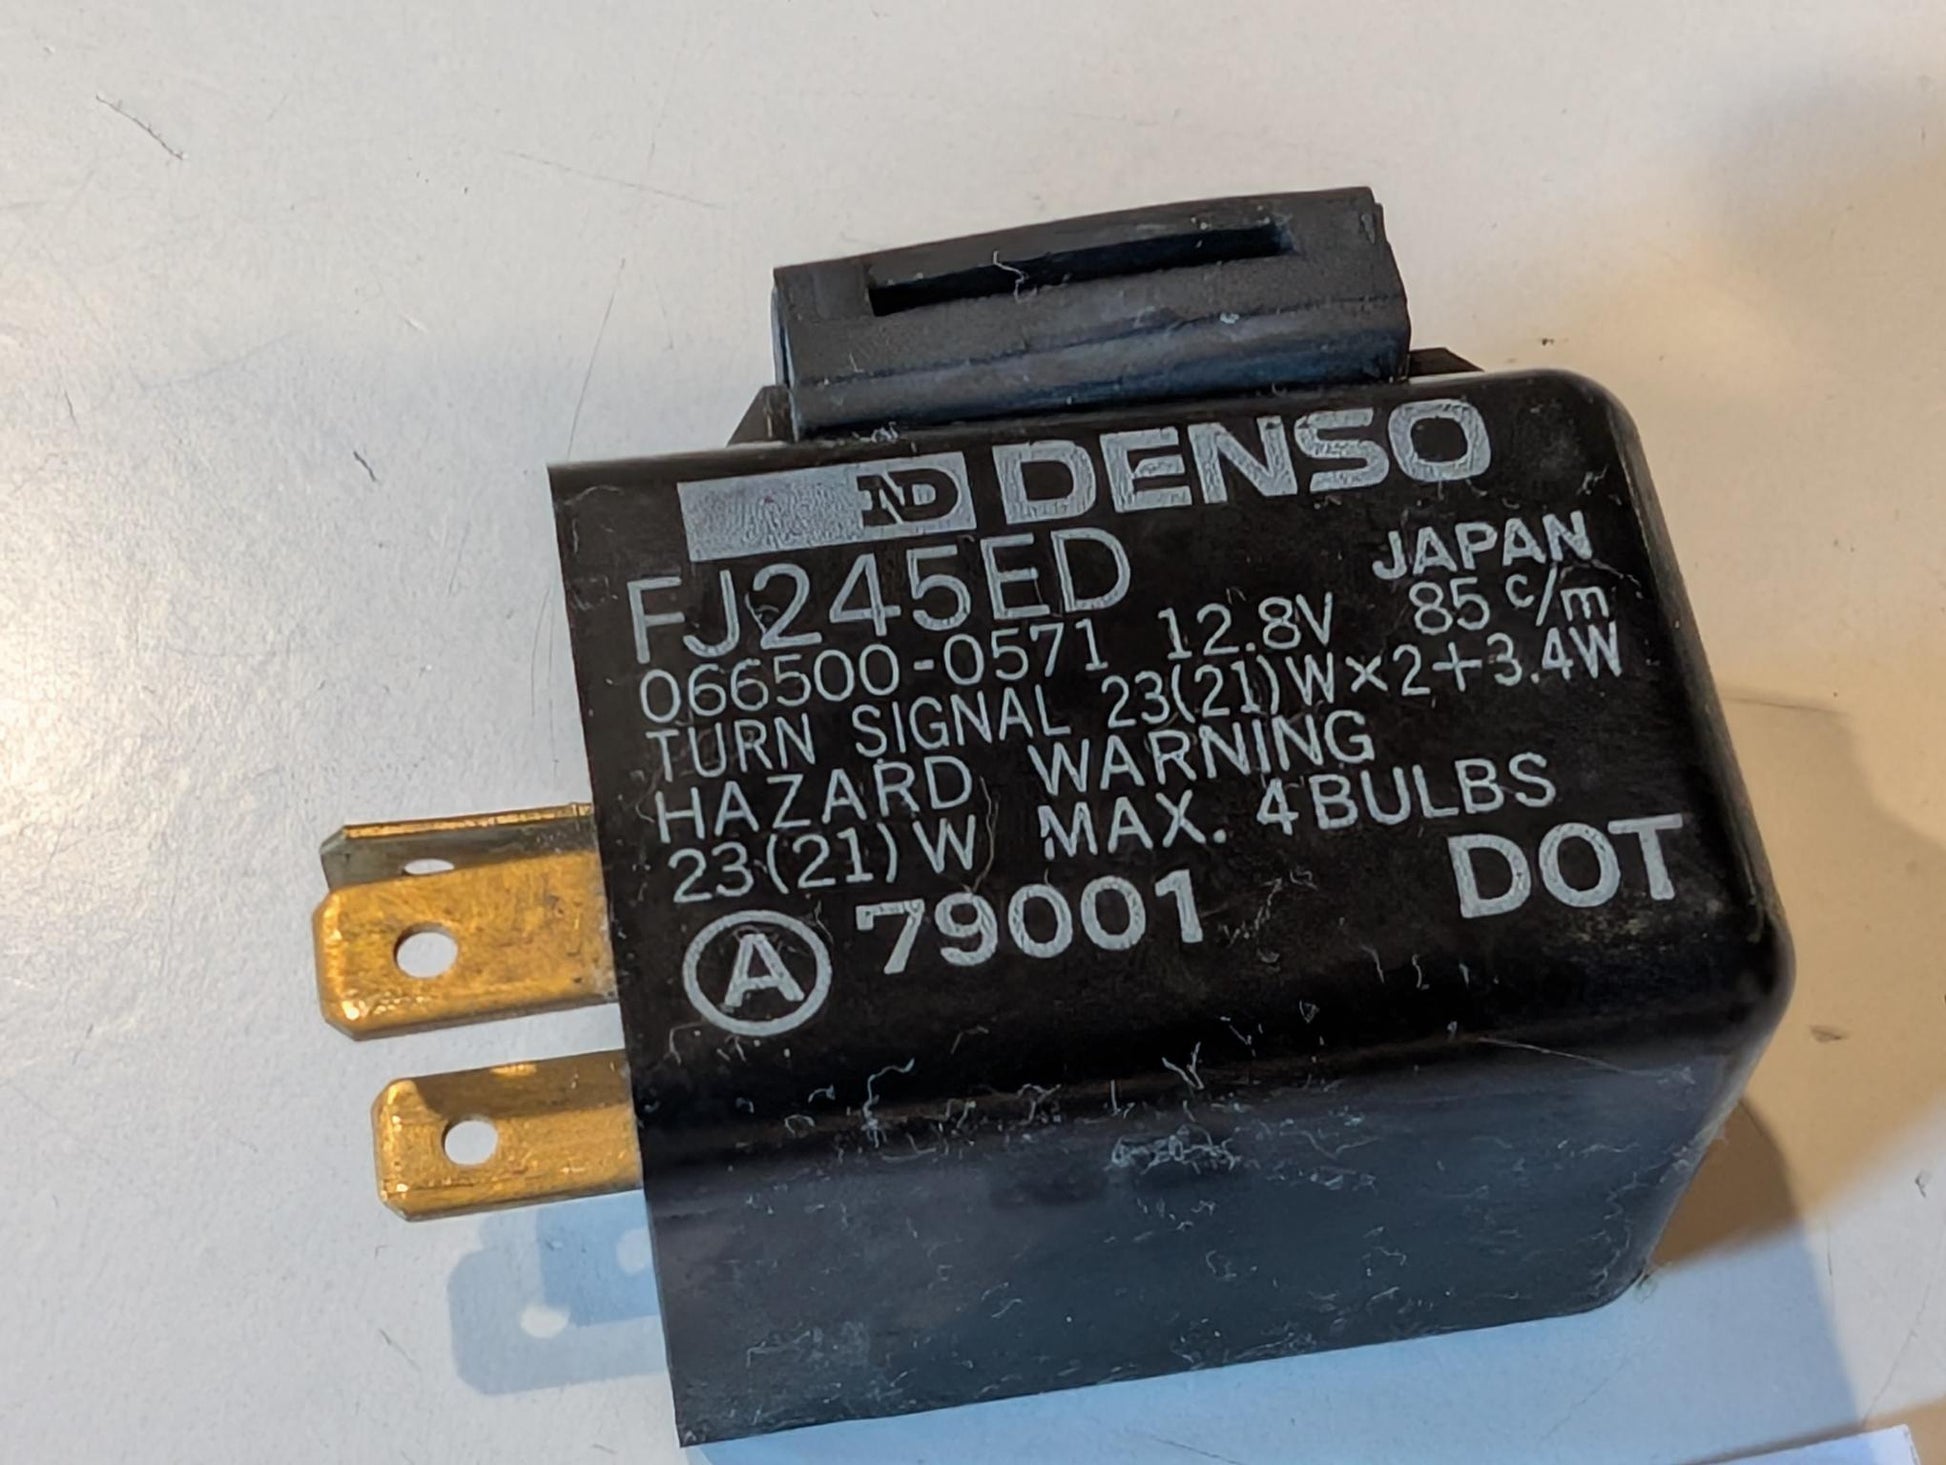 ND DENSO
FJ245ED JAPAN
066500-0571 12.8V 85 c/m
TURN SIGNAL 23(21)W×2+3.4W
HAZARD WARNING
23(21)W MAX. 4BULBS
A 79001 DOT